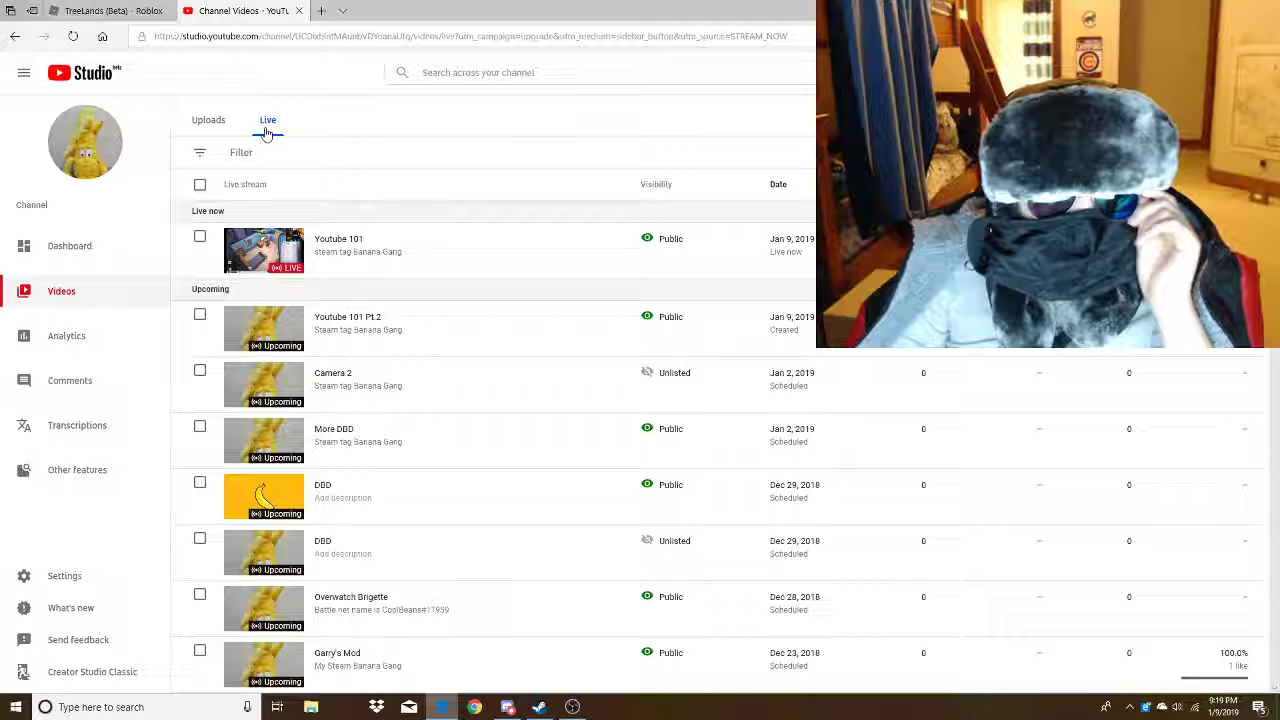 Treelands (Beta) - Roblox
Channel Videos - YouTu
Studio beta
Search across your channel
Channel
Dashboard
Videos
Analytics
Comments
Transcriptions
Other features
Settings
What's new
Send feedback
Creator Studio Classic
Uploads Live
Filter
Live stream Visibility Date
Live now
Youtube 101 Public Jan 9, 2019
steam tag Banana Gang Live now
LIVE
Upcoming
Youtube 101 Pt.2 Public Jan 9, 2019
Steam tag Banana Gang Created
Upcoming
Camera 2 Unlisted Jan 2, 2019 0 – 0 –
Steam tag Banana Gang Scheduled
Upcoming
More DBD Public Jan 2, 2019 0 – 0 –
Steam tag Banana Gang Scheduled
Upcoming
DBD Public Dec 29, 2018 0 – 0 –
Add description Scheduled
Upcoming
DBD Unlisted Dec 29, 2018 0 – 0 –
Add description Scheduled
Upcoming
Overwatch Brigette Public Dec 28, 2018 0 – 0 –
Battle net name is CoolBeans#17959 Scheduled
Upcoming
Garry's Mod Public Dec 23, 2018 0 – 0 100.0%
My Steam Banana Gang Scheduled 1 like
Upcoming
Type here to search
9:19 PM
1/9/2019